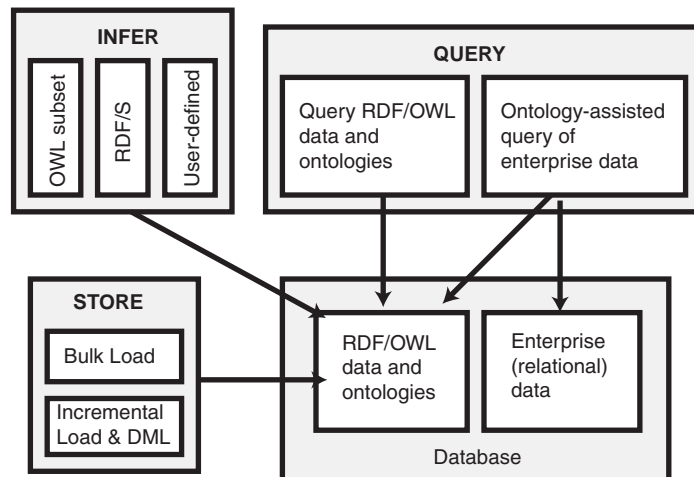 INFER
OWL subset
RDF/S
User-defined
QUERY
Query RDF/OWL
data and
ontologies
Ontology-assisted
query of
enterprise data
STORE
Bulk Load
Incremental
Load & DML
RDF/OWL
data and
ontologies
Enterprise
(relational)
data
Database